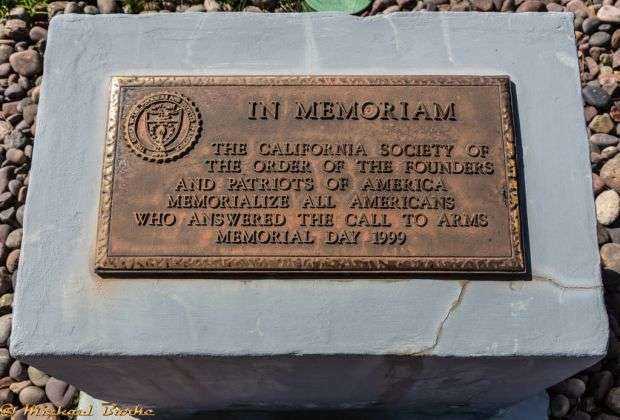 IN MEMORIAM
THE CALIFORNIA SOCIETY OF
THE ORDER OF THE FOUNDERS
AND PATRIOTS OF AMERICA
MEMORIALIZE ALL AMERICANS
WHO ANSWERED THE CALL TO ARMS
MEMORIAL DAY 1999
© Michael Burke